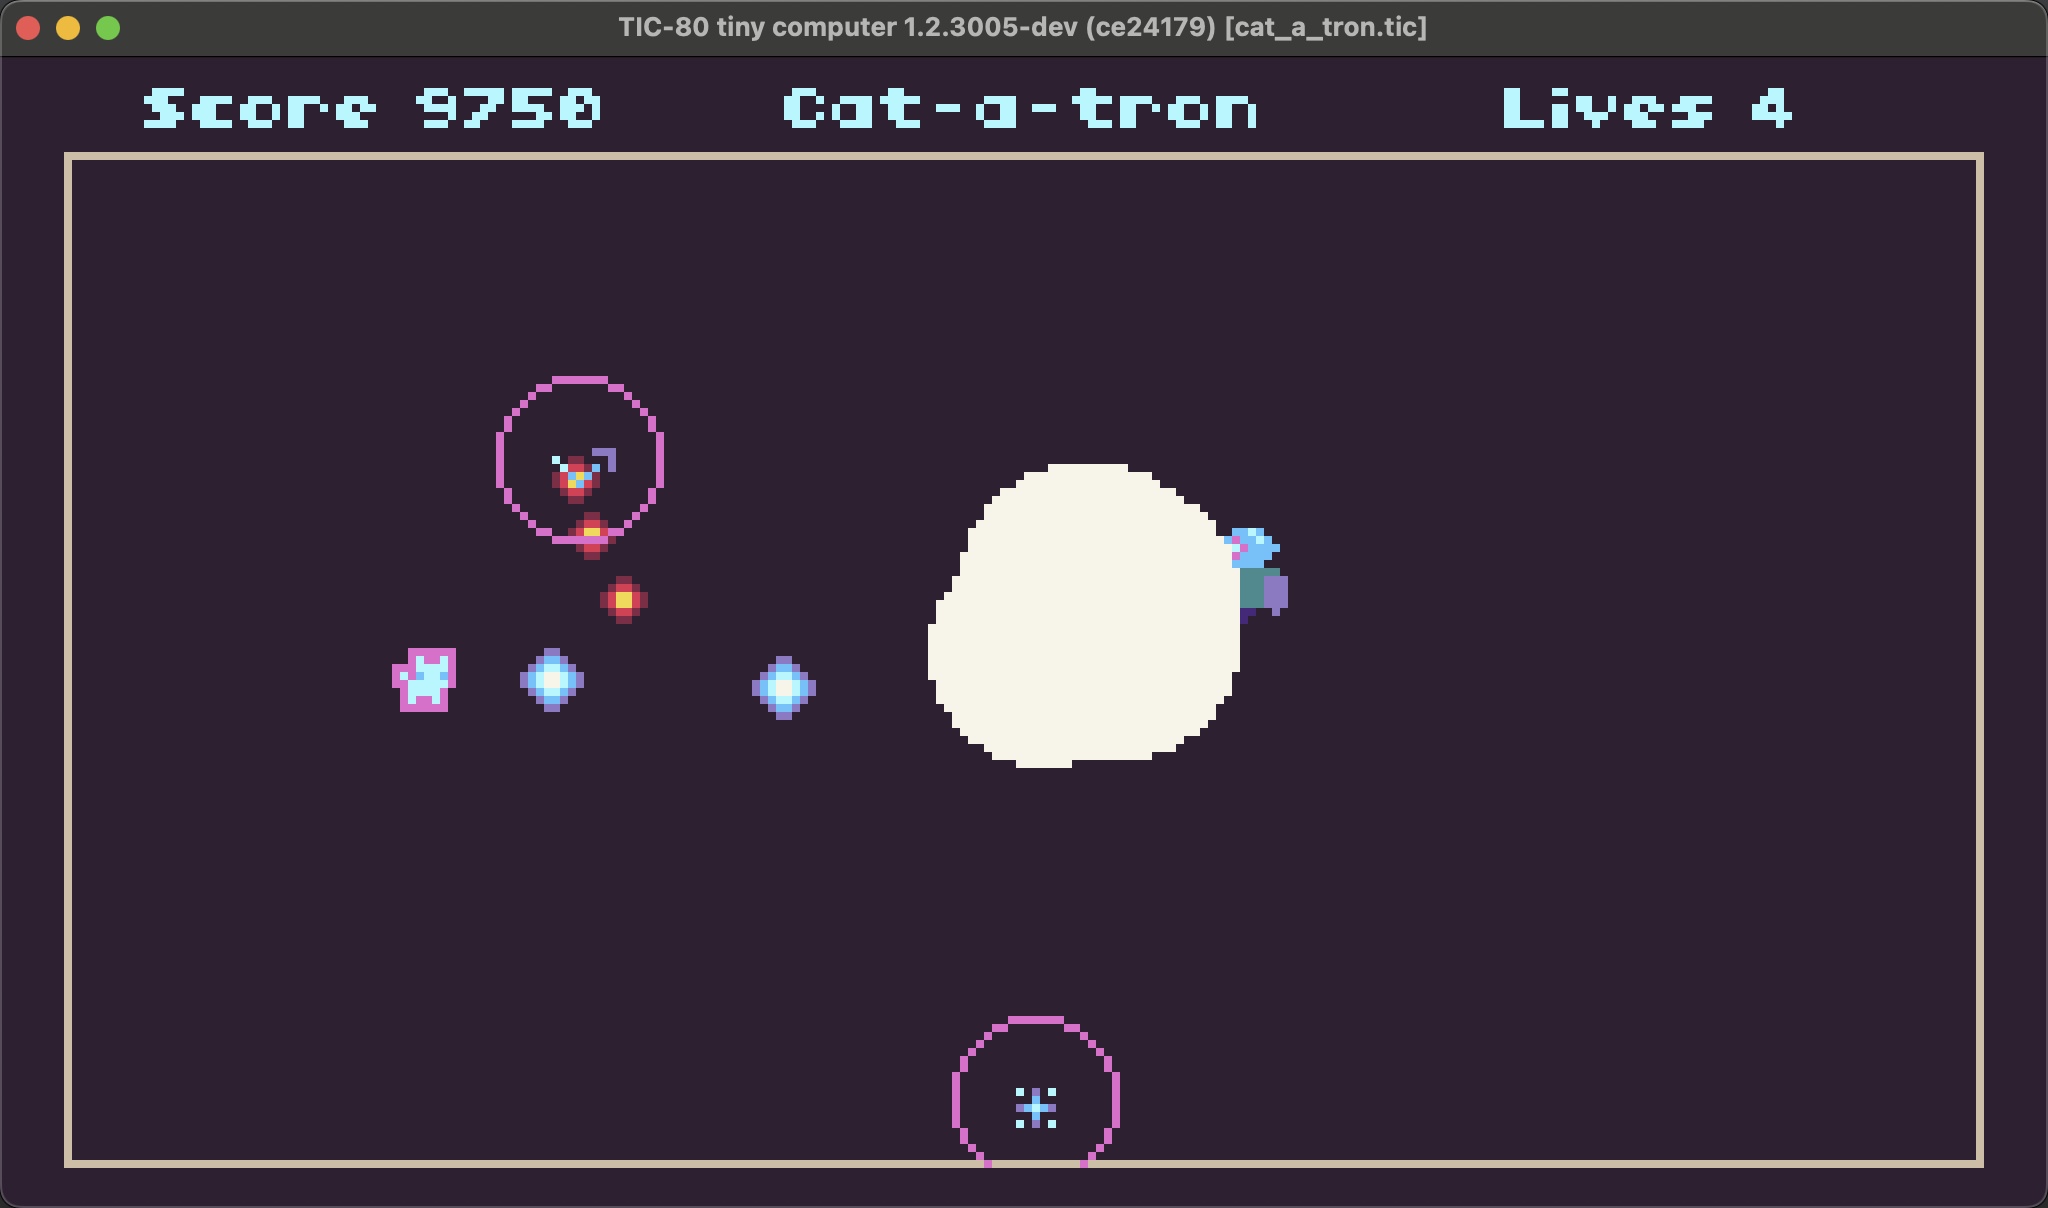 TIC-80 tiny computer 1.2.3005-dev (ce24179) [cat_a_tron.tic]
Score 9750 Cat-a-tron Lives 4